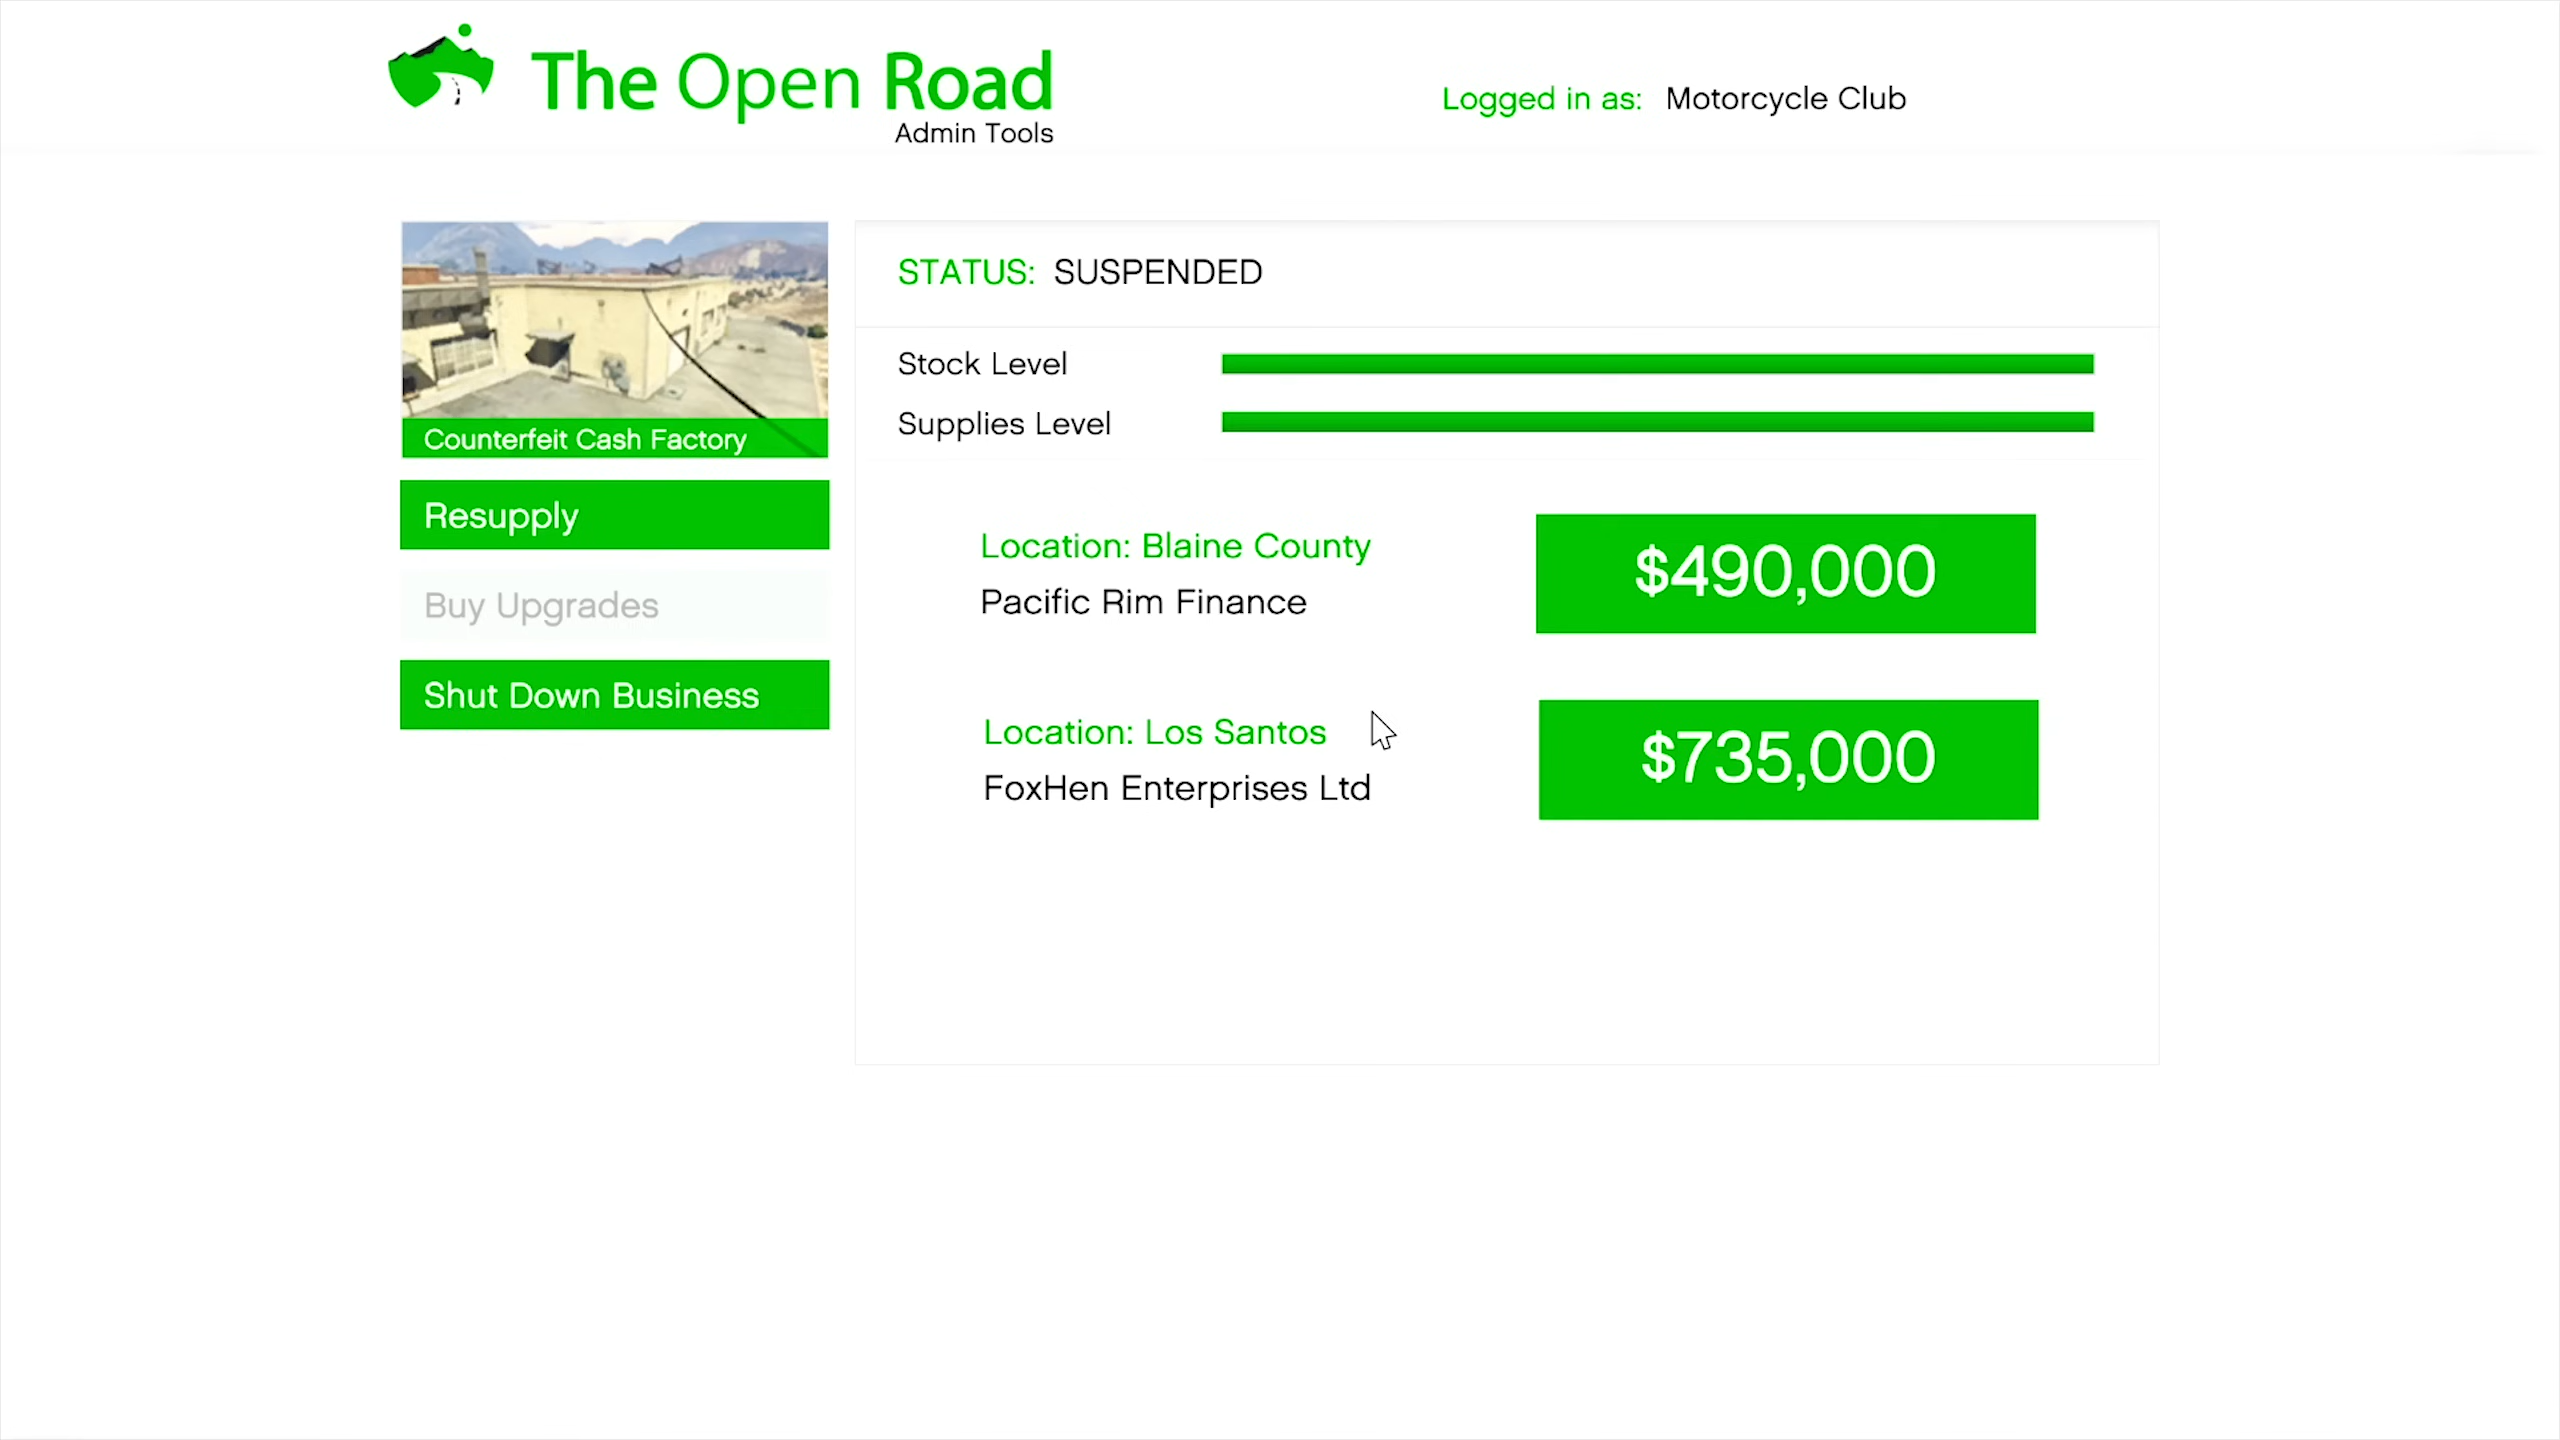 The Open Road
Admin Tools
Logged in as: Motorcycle Club
Counterfeit Cash Factory
Resupply
Buy Upgrades
Shut Down Business
STATUS: SUSPENDED
Stock Level
Supplies Level
Location: Blaine County
Pacific Rim Finance
$490,000
Location: Los Santos
FoxHen Enterprises Ltd
$735,000